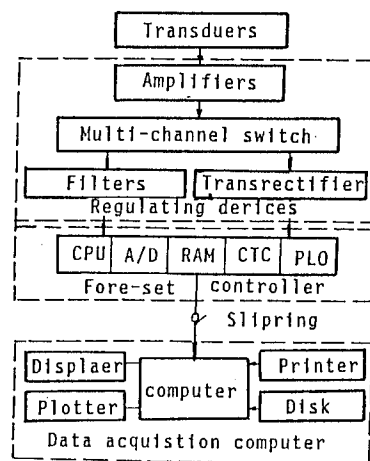 Transduers
Amplifiers
Multi-channel switch
Filters Transrectifier
Regulating derices
CPU A/D RAM CTC PLO
Fore-set controller
Slipring
Displaer computer Printer
Plotter Disk
Data acquistion computer